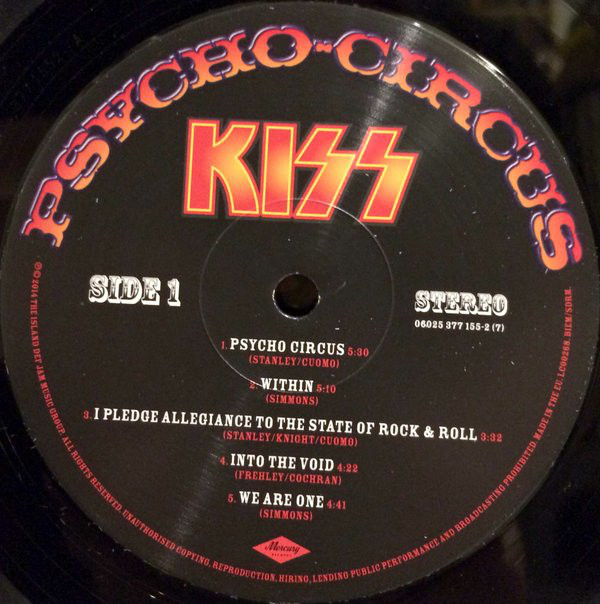 PSYCHO-CIRCUS
KISS
SIDE 1
STEREO
06025 377 155-2 (7)
1. PSYCHO CIRCUS 5:30
(STANLEY/CUOMO)
2. WITHIN 5:10
(SIMMONS)
3. I PLEDGE ALLEGIANCE TO THE STATE OF ROCK & ROLL 3:32
(STANLEY/KNIGHT/CUOMO)
4. INTO THE VOID 4:22
(FREHLEY/COCHRAN)
5. WE ARE ONE 4:41
(SIMMONS)
Mercury
RECORDS
℗© 2014 THE ISLAND DEF JAM MUSIC GROUP. ALL RIGHTS RESERVED. UNAUTHORISED COPYING, REPRODUCTION, HIRING, LENDING PUBLIC PERFORMANCE AND BROADCASTING PROHIBITED. MADE IN THE EU. LC00268. BIEM/SDRM.